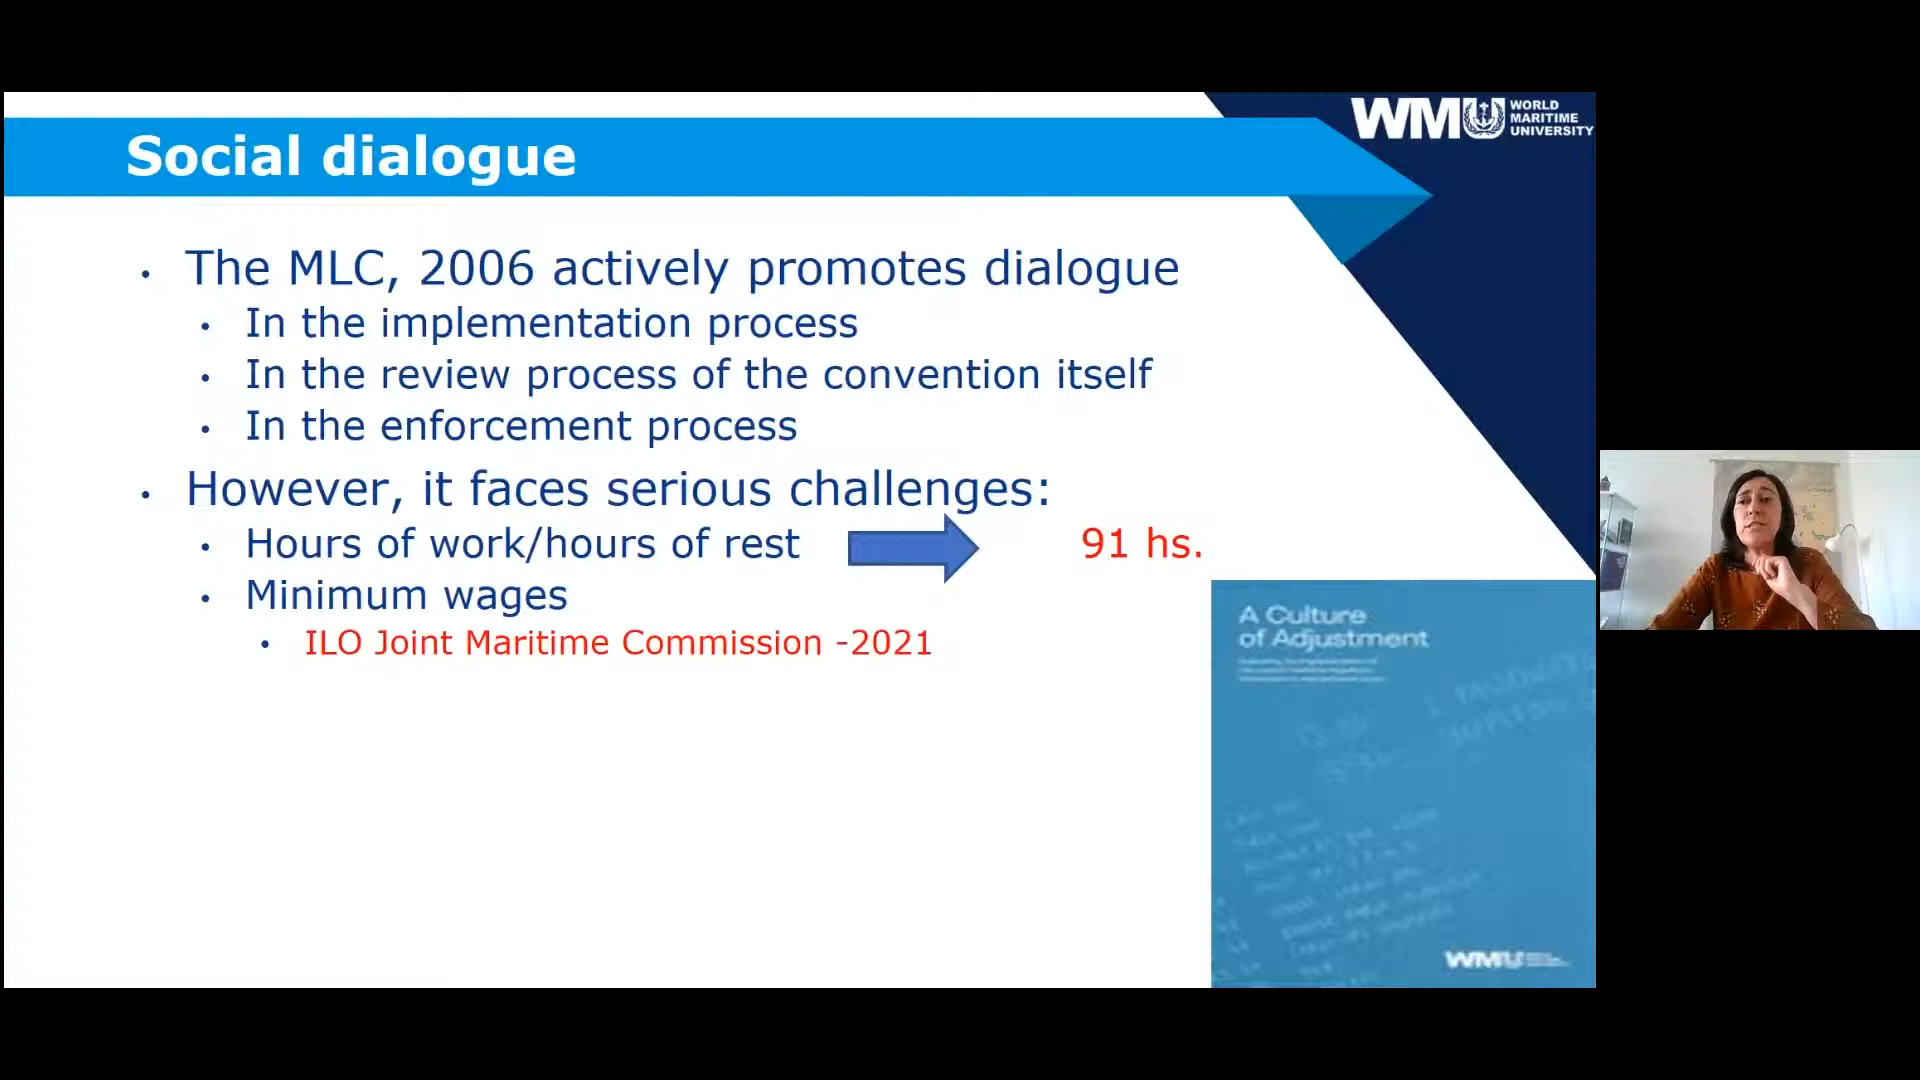 WMU WORLD
MARITIME
UNIVERSITY
Social dialogue
• The MLC, 2006 actively promotes dialogue
• In the implementation process
• In the review process of the convention itself
• In the enforcement process
• However, it faces serious challenges:
• Hours of work/hours of rest 91 hs.
• Minimum wages
• ILO Joint Maritime Commission -2021
A Culture
of Adjustment
WMU